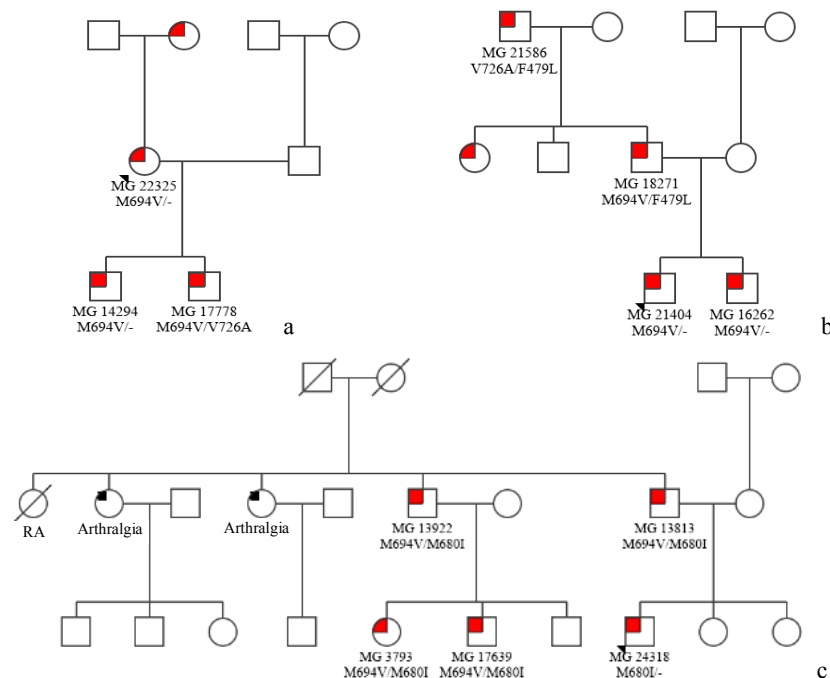 MG 21586
V726A/F479L
MG 22325
M694V/-
MG 18271
M694V/F479L
MG 14294
M694V/-
MG 17778
M694V/V726A
a
MG 21404
M694V/-
MG 16262
M694V/-
b
RA
Arthralgia
Arthralgia
MG 13922
M694V/M680I
MG 13813
M694V/M680I
MG 3793
M694V/M680I
MG 17639
M694V/M680I
MG 24318
M680I/-
c